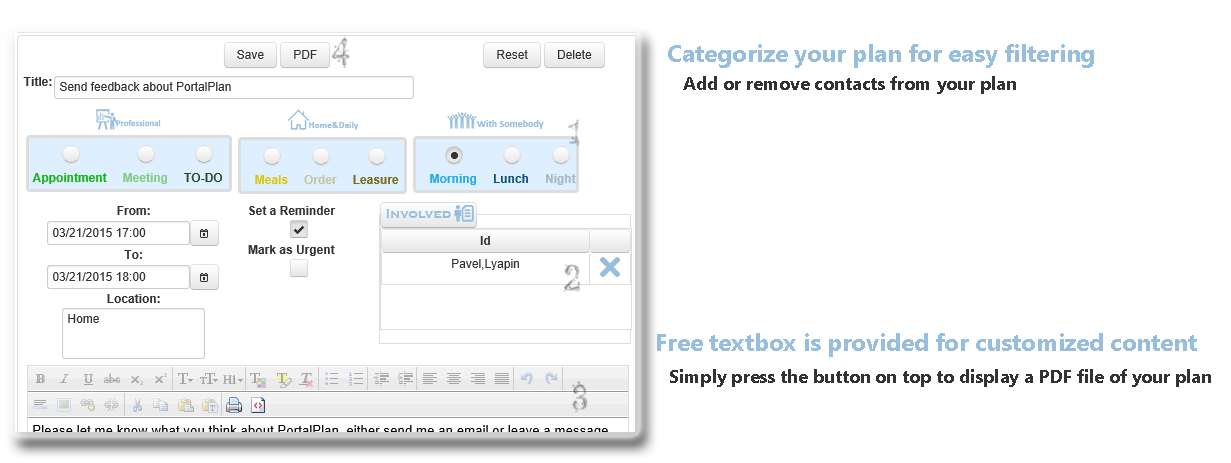 Save PDF 4 Reset Delete
Categorize your plan for easy filtering
Add or remove contacts from your plan
Title: Send feedback about PortalPlan
Professional Home&Daily With Somebody 1
Appointment Meeting TO-DO Meals Order Leasure Morning Lunch Night
From: Set a Reminder INVOLVED
03/21/2015 17:00
Id
To: Mark as Urgent
Pavel,Lyapin
03/21/2015 18:00 2
Location:
Home
Free textbox is provided for customized content
Simply press the button on top to display a PDF file of your plan
B I U abc X₂ X² T T H1 T T T
3
Please let me know what you think about PortalPlan, either send me an email or leave a message